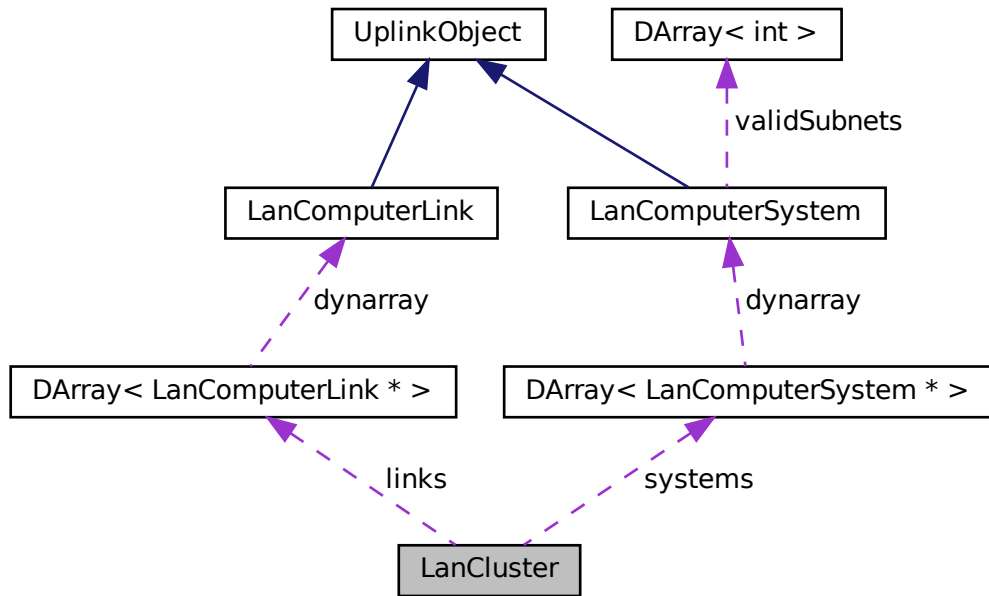 UplinkObject
DArray< int >
validSubnets
LanComputerLink
LanComputerSystem
dynarray
dynarray
DArray< LanComputerLink * >
DArray< LanComputerSystem * >
links
systems
LanCluster